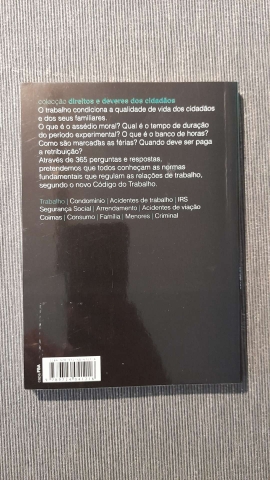 colecção direitos e deveres dos cidadãos
O trabalho condiciona a qualidade de vida dos cidadãos
e dos seus familiares.
O que é o assédio moral? Qual é o tempo de duração
do período experimental? O que é o banco de horas?
Como são marcadas as férias? Quando deve ser paga
a retribuição?
Através de 365 perguntas e respostas,
pretendemos que todos conheçam as normas
fundamentais que regulam as relações de trabalho,
segundo o novo Código do Trabalho.
Trabalho | Condomínio | Acidentes de trabalho | IRS
Segurança Social | Arrendamento | Acidentes de viação
Coimas | Consumo | Família | Menores | Criminal